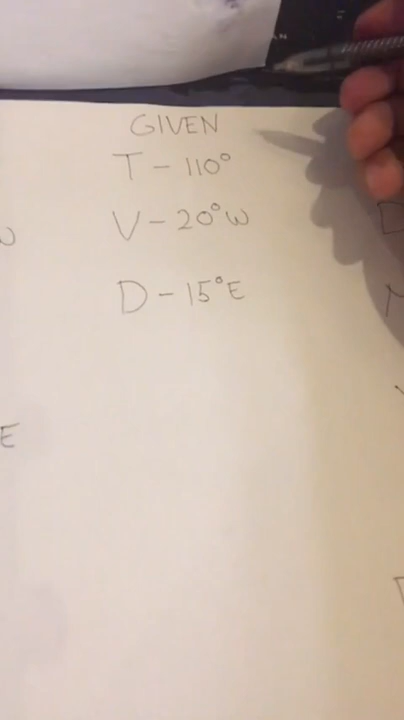 GIVEN
T - 110°
V - 20°W
D - 15°E
E